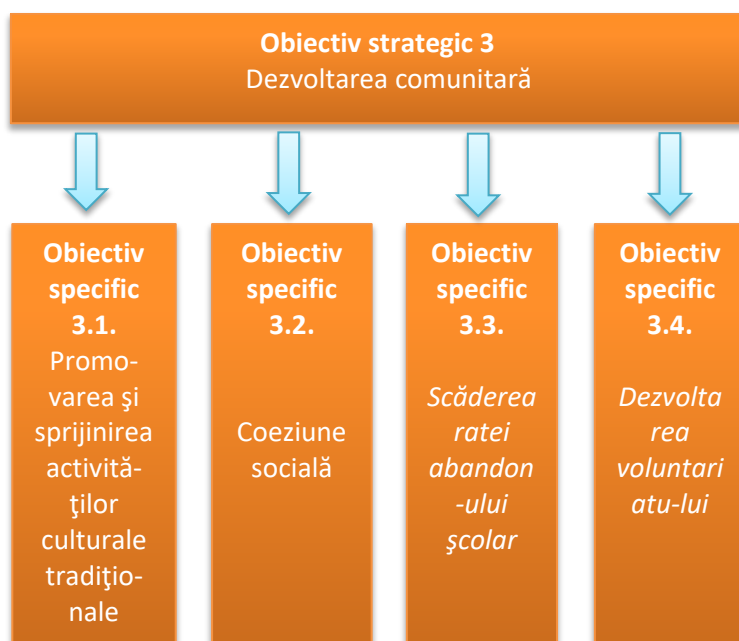 Obiectiv strategic 3
Dezvoltarea comunitară
Obiectiv
specific
3.1.
Promo-
varea şi
sprijinirea
activită-
ţilor
culturale
tradiţio-
nale
Obiectiv
specific
3.2.
Coeziune
socială
Obiectiv
specific
3.3.
Scăderea
ratei
abandon
-ului
şcolar
Obiectiv
specific
3.4.
Dezvolta
rea
voluntari
atu-lui